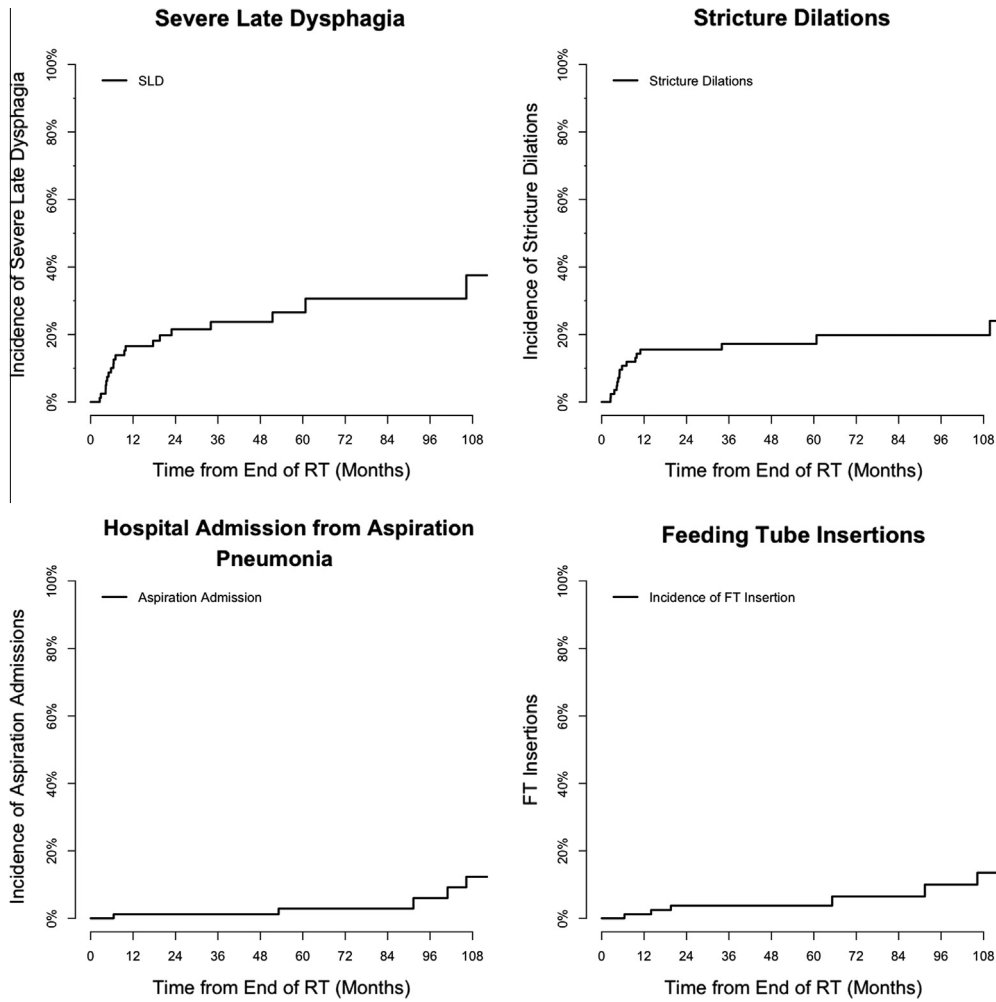 Severe Late Dysphagia
Incidence of Severe Late Dysphagia
100%
80%
60%
40%
20%
0%
SLD
0 12 24 36 48 60 72 84 96 108
Time from End of RT (Months)
Stricture Dilations
Incidence of Stricture Dilations
100%
80%
60%
40%
20%
0%
Stricture Dilations
0 12 24 36 48 60 72 84 96 108
Time from End of RT (Months)
Hospital Admission from Aspiration
Pneumonia
Incidence of Aspiration Admissions
100%
80%
60%
40%
20%
0%
Aspiration Admission
0 12 24 36 48 60 72 84 96 108
Time from End of RT (Months)
Feeding Tube Insertions
FT Insertions
100%
80%
60%
40%
20%
0%
Incidence of FT Insertion
0 12 24 36 48 60 72 84 96 108
Time from End of RT (Months)